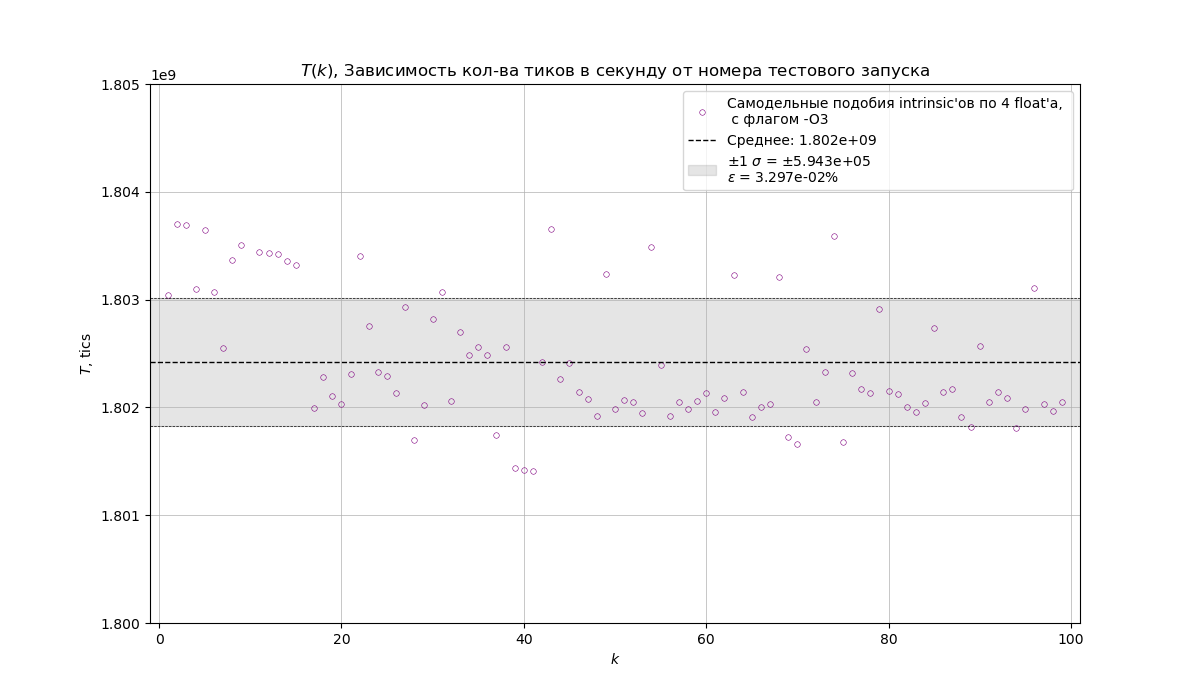 T(k), Зависимость кол-ва тиков в секунду от номера тестового запуска
1e9
1.805
1.804
1.803
1.802
1.801
1.800
T, tics
Самодельные подобия intrinsic'ов по 4 float'а,
с флагом -O3
Среднее: 1.802e+09
±1 σ = ±5.943e+05
ε = 3.297e-02%
0 20 40 60 80 100
k